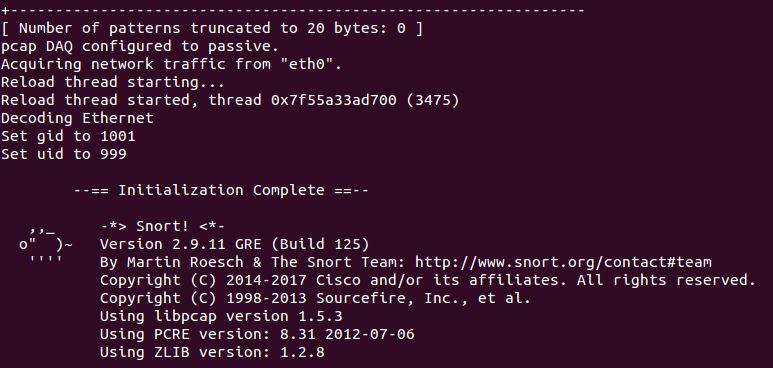 +-----------------------------------------------------------------
[ Number of patterns truncated to 20 bytes: 0 ]
pcap DAQ configured to passive.
Acquiring network traffic from "eth0".
Reload thread starting...
Reload thread started, thread 0x7f55a33ad700 (3475)
Decoding Ethernet
Set gid to 1001
Set uid to 999

        --== Initialization Complete ==--

   ,,_     -*> Snort! <*-
  o"  )~   Version 2.9.11 GRE (Build 125)
   ''''    By Martin Roesch & The Snort Team: http://www.snort.org/contact#team
           Copyright (C) 2014-2017 Cisco and/or its affiliates. All rights reserved.
           Copyright (C) 1998-2013 Sourcefire, Inc., et al.
           Using libpcap version 1.5.3
           Using PCRE version: 8.31 2012-07-06
           Using ZLIB version: 1.2.8